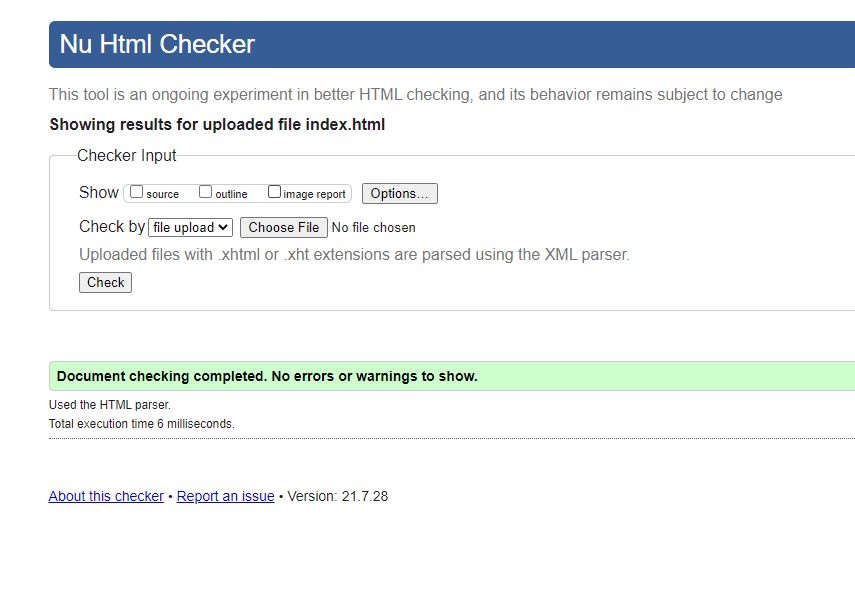 Nu Html Checker
This tool is an ongoing experiment in better HTML checking, and its behavior remains subject to change
Showing results for uploaded file index.html
Checker Input
Show source outline image report Options...
Check by file upload Choose File No file chosen
Uploaded files with .xhtml or .xht extensions are parsed using the XML parser.
Check
Document checking completed. No errors or warnings to show.
Used the HTML parser.
Total execution time 6 milliseconds.
About this checker • Report an issue • Version: 21.7.28